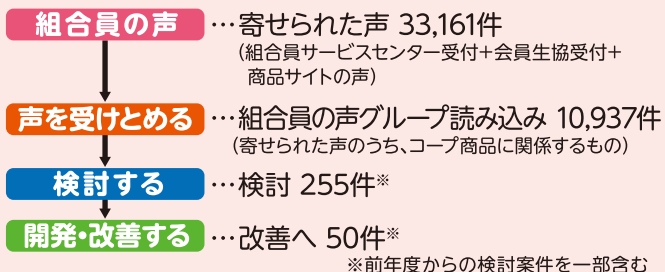 組合員の声 …寄せられた声 33,161件
(組合員サービスセンター受付+会員生協受付+
商品サイトの声)
声を受けとめる …組合員の声グループ読み込み 10,937件
(寄せられた声のうち、コープ商品に関係するもの)
検討する …検討 255件※
開発・改善する …改善へ 50件※
※前年度からの検討案件を一部含む